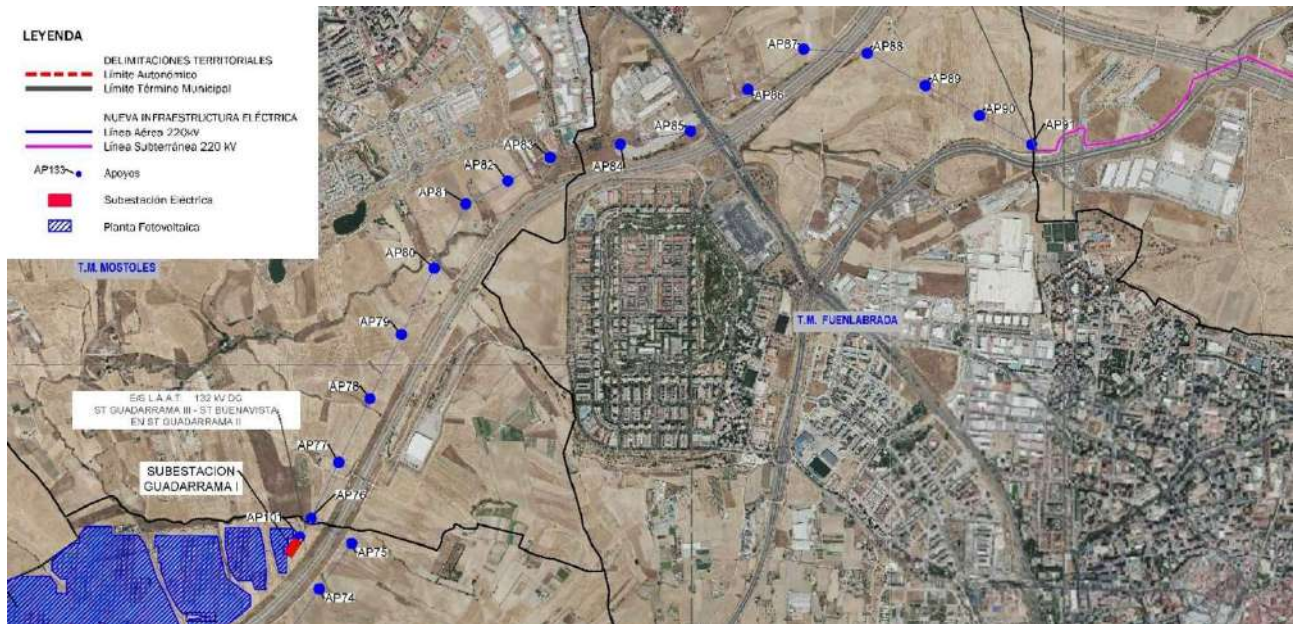 LEYENDA
DELIMITACIONES TERRITORIALES
Límite Autonómico
Límite Término Municipal
NUEVA INFRAESTRUCTURA ELÉCTRICA
Línea Aérea 220kV
Línea Subterránea 220 kV
AP133
Apoyos
Subestación Eléctrica
Planta Fotovoltaica
AP87
AP88
AP89
AP86
AP90
AP91
AP85
AP84
AP83
AP82
AP81
AP80
T.M. MOSTOLES
AP79
T.M. FUENLABRADA
AP78
E/S L.A.A.T. 132 kV DC
ST GUADARRAMA III - ST BUENAVISTA
EN ST GUADARRAMA II
AP77
SUBESTACION
GUADARRAMA I
AP76
AP101
AP75
AP74